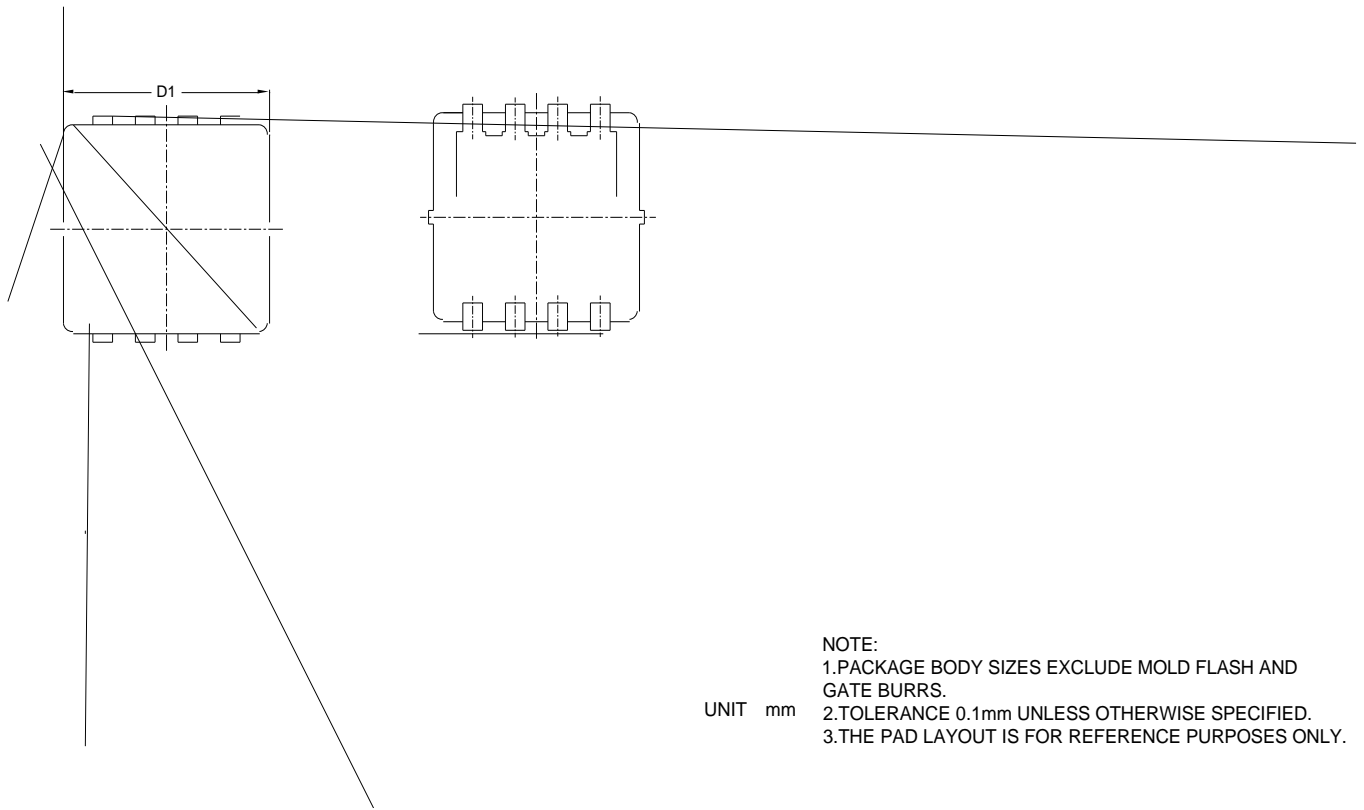 D1
NOTE:
1.PACKAGE BODY SIZES EXCLUDE MOLD FLASH AND
GATE BURRS.
UNIT mm
2.TOLERANCE 0.1mm UNLESS OTHERWISE SPECIFIED.
3.THE PAD LAYOUT IS FOR REFERENCE PURPOSES ONLY.